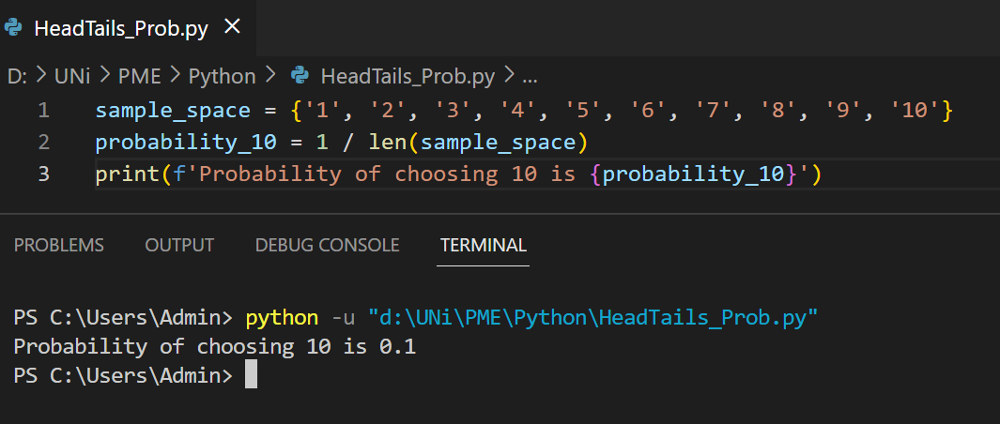 HeadTails_Prob.py ×
D: > UNi > PME > Python > HeadTails_Prob.py > ...
1 sample_space = {'1', '2', '3', '4', '5', '6', '7', '8', '9', '10'}
2 probability_10 = 1 / len(sample_space)
3 print(f'Probability of choosing 10 is {probability_10}')
PROBLEMS OUTPUT DEBUG CONSOLE TERMINAL
PS C:\Users\Admin> python -u "d:\UNi\PME\Python\HeadTails_Prob.py"
Probability of choosing 10 is 0.1
PS C:\Users\Admin>